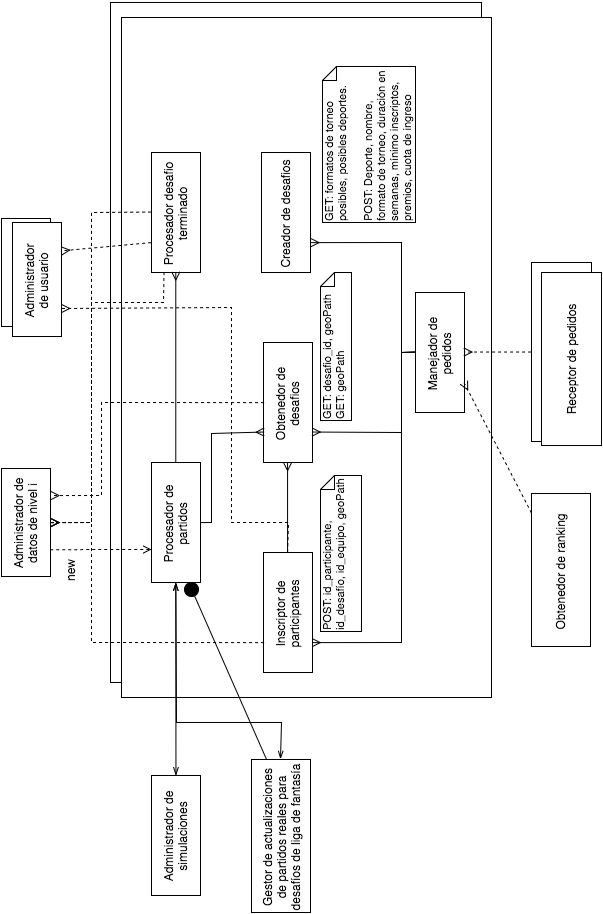 Administrador de
datos de nivel i
Administrador
de usuario
new
Administrador de
simulaciones
Procesador de
partidos
Procesador desafio
terminado
Gestor de actualizaciones
de partidos reales para
desafíos de liga de fantasía
Inscriptor de
participantes
Obtenedor de
desafíos
Creador de desafíos
POST: id_participante,
id_desafío, id_equipo, geoPath
GET: desafio_id, geoPath
GET: geoPath
GET: formatos de torneo
posibles, posibles deportes.
POST: Deporte, nombre,
formato de torneo, duración en
semanas, mínimo inscriptos,
premios, cuota de ingreso
Manejador de
pedidos
Obtenedor de ranking
Receptor de pedidos